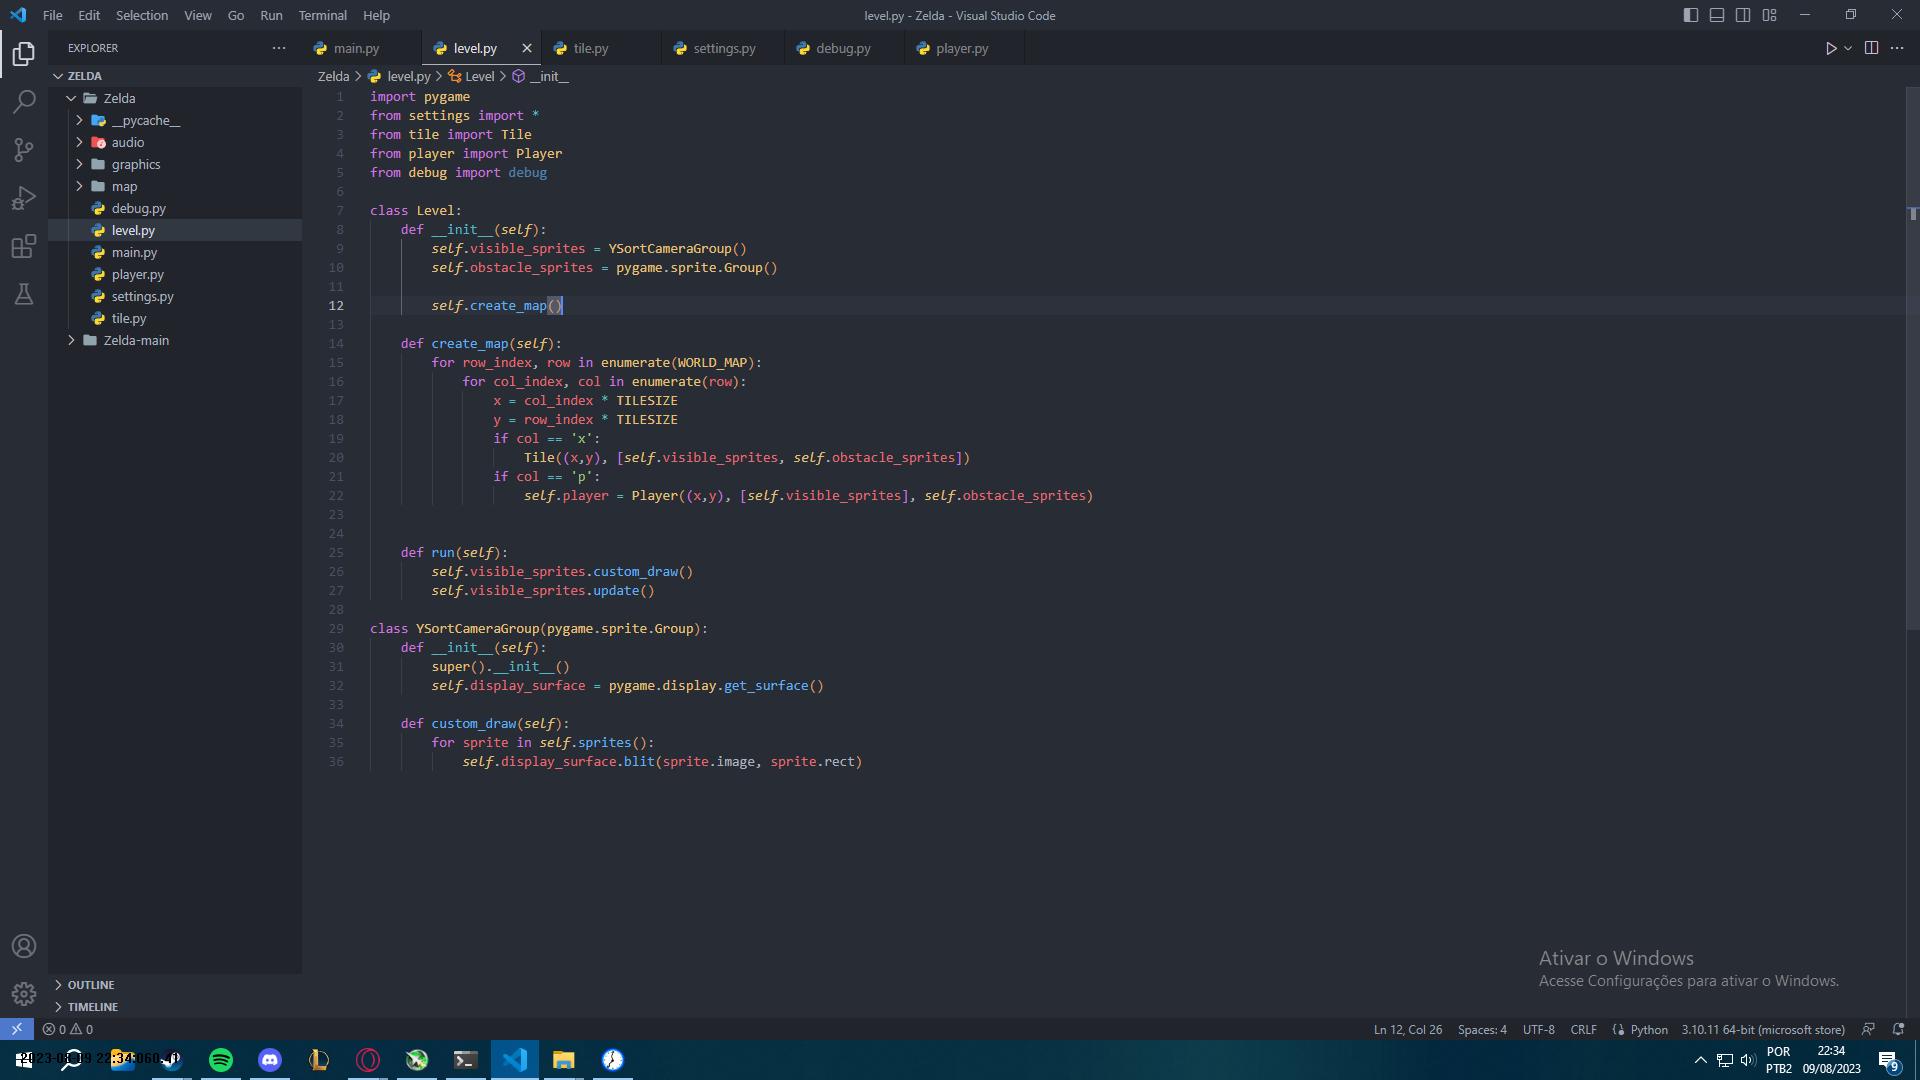 File Edit Selection View Go Run Terminal Help
level.py - Zelda - Visual Studio Code
EXPLORER
main.py
level.py
tile.py
settings.py
debug.py
player.py
ZELDA
Zelda
__pycache__
audio
graphics
map
debug.py
level.py
main.py
player.py
settings.py
tile.py
Zelda-main
OUTLINE
TIMELINE
Zelda > level.py > Level > __init__
1 import pygame
2 from settings import *
3 from tile import Tile
4 from player import Player
5 from debug import debug
6
7 class Level:
8     def __init__(self):
9         self.visible_sprites = YSortCameraGroup()
10         self.obstacle_sprites = pygame.sprite.Group()
11
12         self.create_map()
13
14     def create_map(self):
15         for row_index, row in enumerate(WORLD_MAP):
16             for col_index, col in enumerate(row):
17                 x = col_index * TILESIZE
18                 y = row_index * TILESIZE
19                 if col == 'x':
20                     Tile((x,y), [self.visible_sprites, self.obstacle_sprites])
21                 if col == 'p':
22                     self.player = Player((x,y), [self.visible_sprites], self.obstacle_sprites)
23
24
25     def run(self):
26         self.visible_sprites.custom_draw()
27         self.visible_sprites.update()
28
29 class YSortCameraGroup(pygame.sprite.Group):
30     def __init__(self):
31         super().__init__()
32         self.display_surface = pygame.display.get_surface()
33
34     def custom_draw(self):
35         for sprite in self.sprites():
36             self.display_surface.blit(sprite.image, sprite.rect)
Ativar o Windows
Acesse Configurações para ativar o Windows.
0 0
Ln 12, Col 26 Spaces: 4 UTF-8 CRLF Python 3.10.11 64-bit (microsoft store)
POR
PTB2
22:34
09/08/2023
9